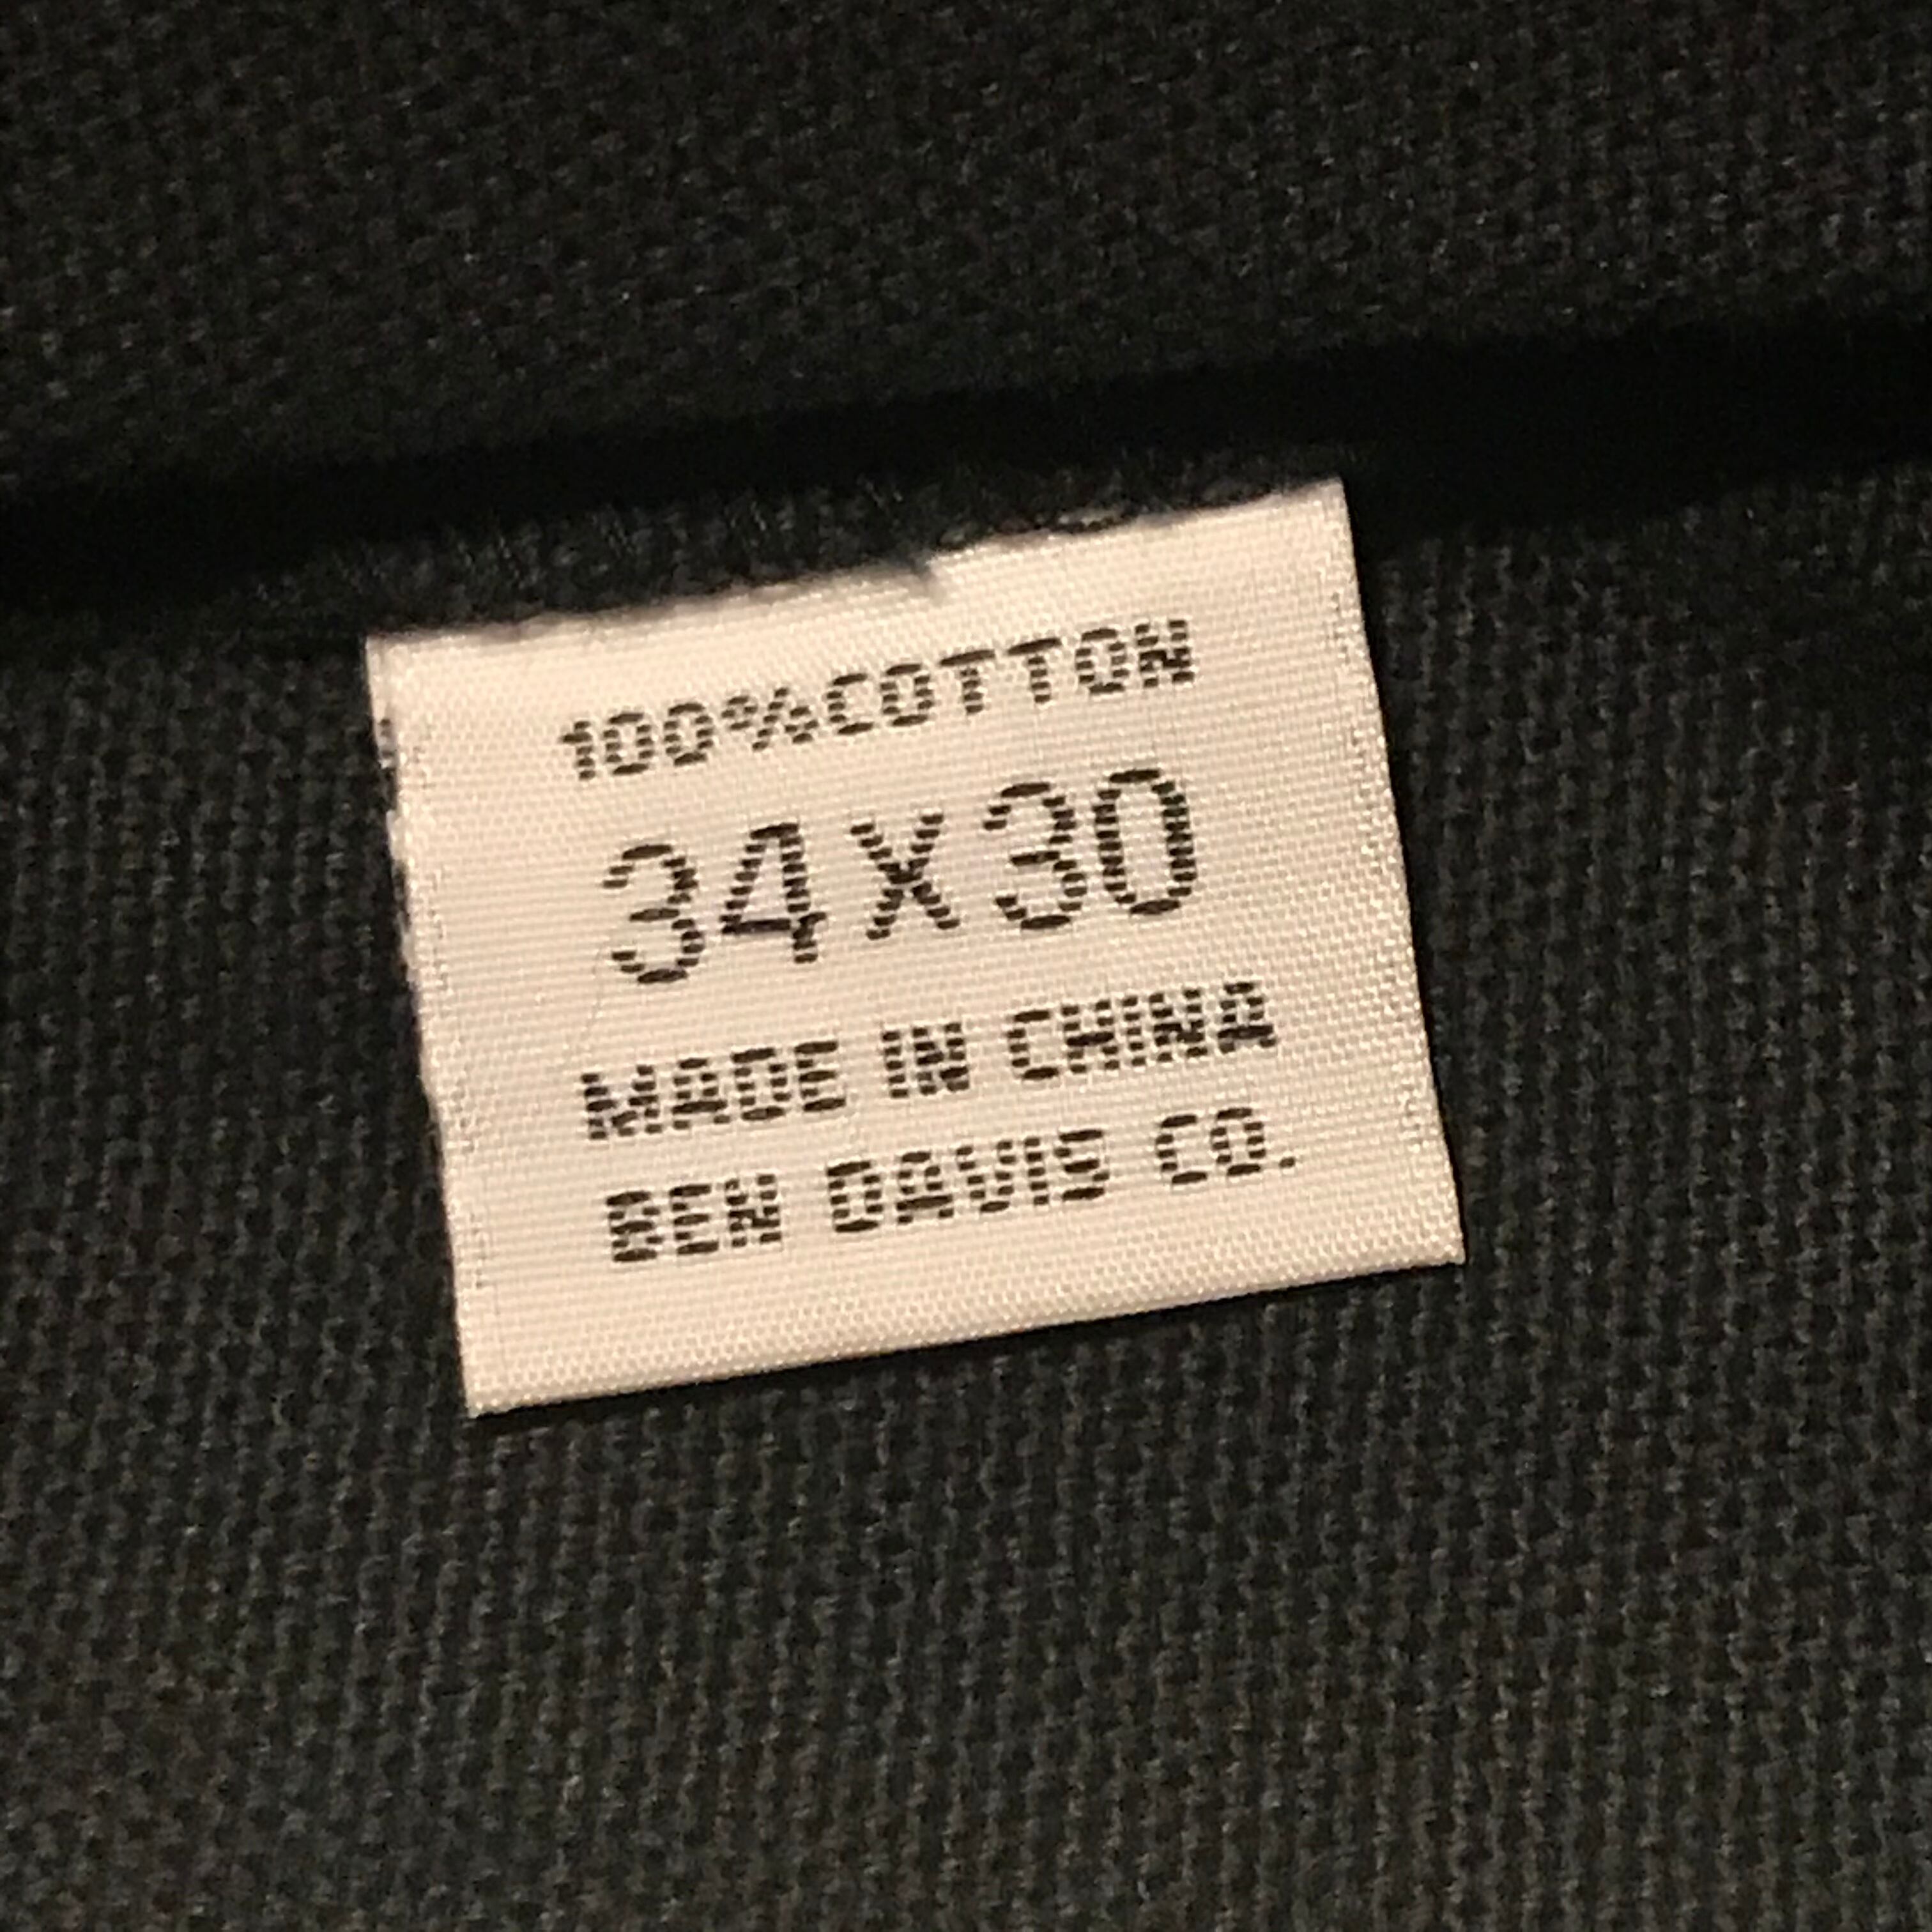 100%COTTON
34X30
MADE IN CHINA
BEN DAVIS CO.